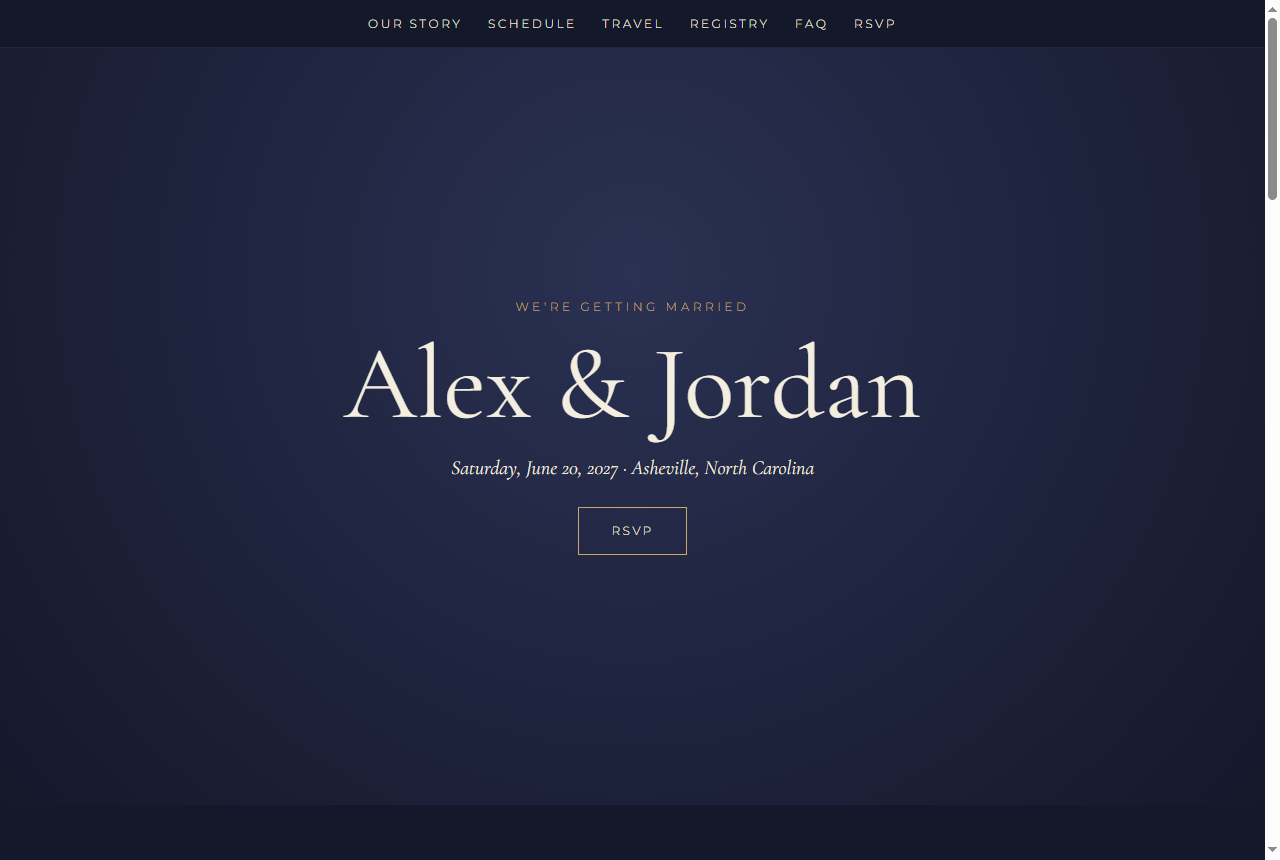 OUR STORY SCHEDULE TRAVEL REGISTRY FAQ RSVP
WE'RE GETTING MARRIED
Alex & Jordan
Saturday, June 20, 2027 · Asheville, North Carolina
RSVP